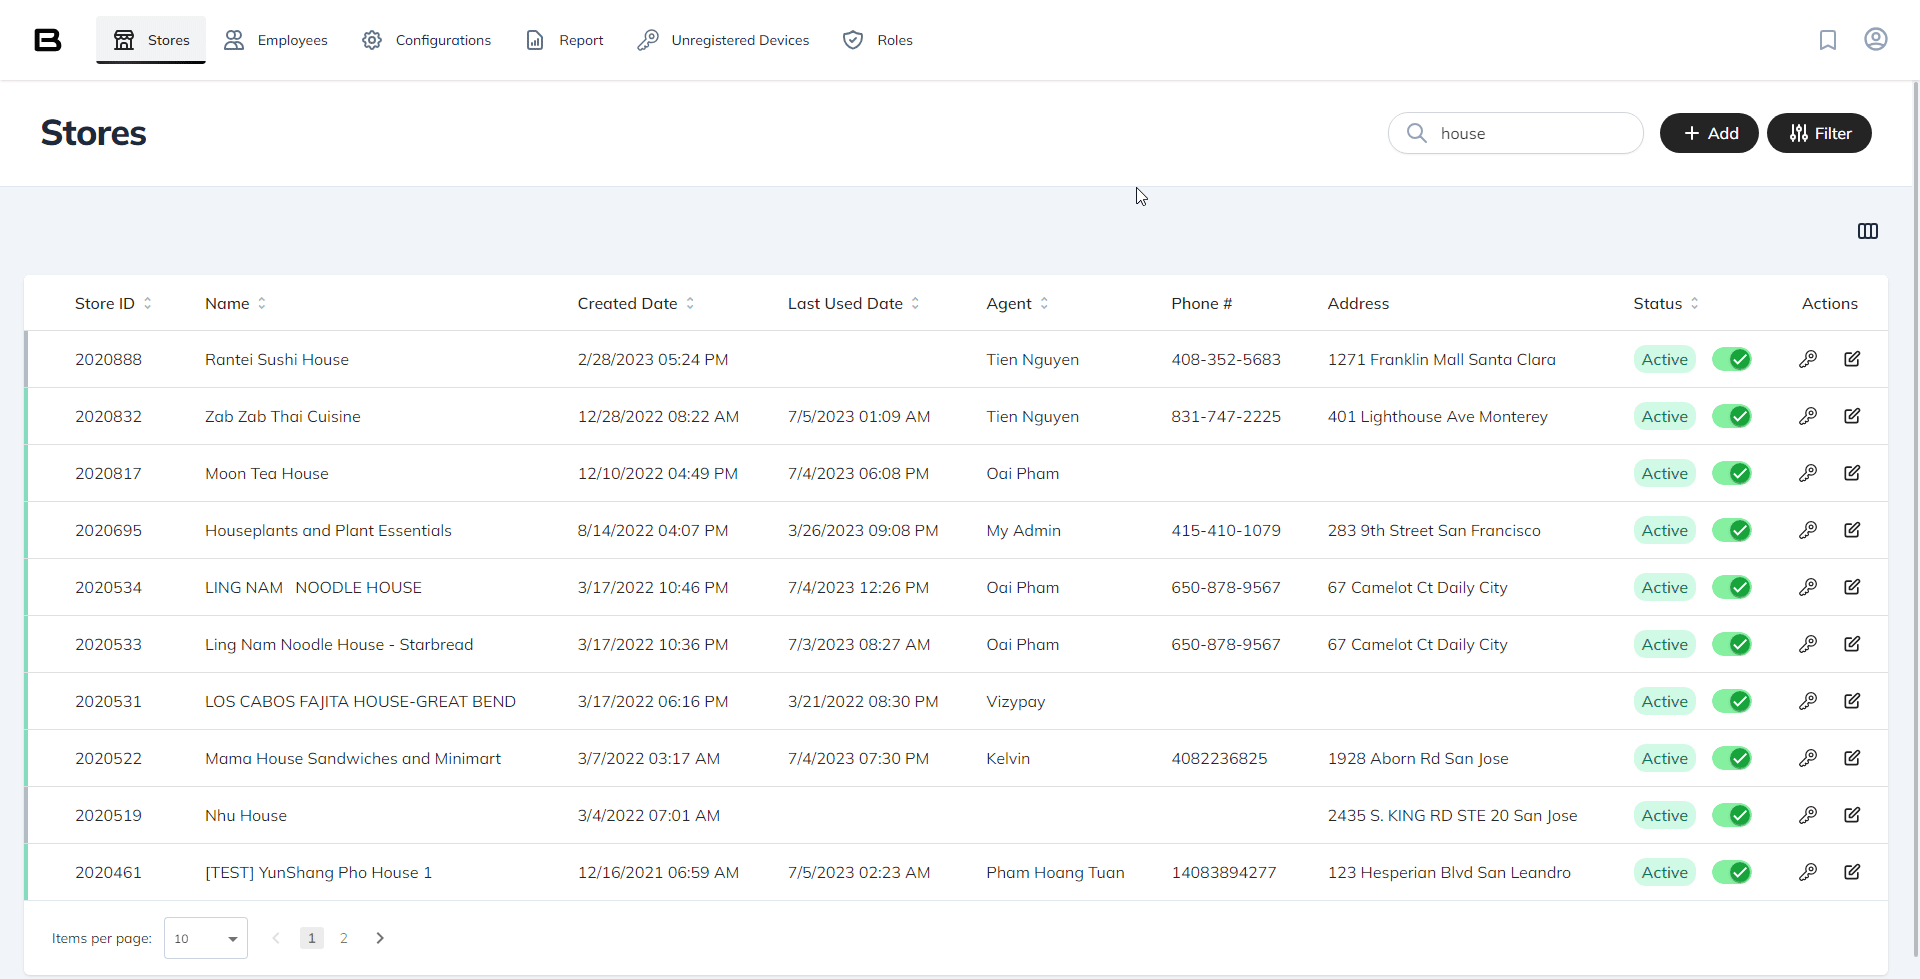 B Stores Employees Configurations Report Unregistered Devices Roles
Stores house + Add Filter
Store ID Name Created Date Last Used Date Agent Phone # Address Status Actions
2020888 Rantei Sushi House 2/28/2023 05:24 PM Tien Nguyen 408-352-5683 1271 Franklin Mall Santa Clara Active
2020832 Zab Zab Thai Cuisine 12/28/2022 08:22 AM 7/5/2023 01:09 AM Tien Nguyen 831-747-2225 401 Lighthouse Ave Monterey Active
2020817 Moon Tea House 12/10/2022 04:49 PM 7/4/2023 06:08 PM Oai Pham Active
2020695 Houseplants and Plant Essentials 8/14/2022 04:07 PM 3/26/2023 09:08 PM My Admin 415-410-1079 283 9th Street San Francisco Active
2020534 LING NAM NOODLE HOUSE 3/17/2022 10:46 PM 7/4/2023 12:26 PM Oai Pham 650-878-9567 67 Camelot Ct Daly City Active
2020533 Ling Nam Noodle House - Starbread 3/17/2022 10:36 PM 7/3/2023 08:27 AM Oai Pham 650-878-9567 67 Camelot Ct Daily City Active
2020531 LOS CABOS FAJITA HOUSE-GREAT BEND 3/17/2022 06:16 PM 3/21/2022 08:30 PM Vizypay Active
2020522 Mama House Sandwiches and Minimart 3/7/2022 03:17 AM 7/4/2023 07:30 PM Kelvin 4082236825 1928 Aborn Rd San Jose Active
2020519 Nhu House 3/4/2022 07:01 AM 2435 S. KING RD STE 20 San Jose Active
2020461 [TEST] YunShang Pho House 1 12/16/2021 06:59 AM 7/5/2023 02:23 AM Pham Hoang Tuan 14083894277 123 Hesperian Blvd San Leandro Active
Items per page: 10 1 2